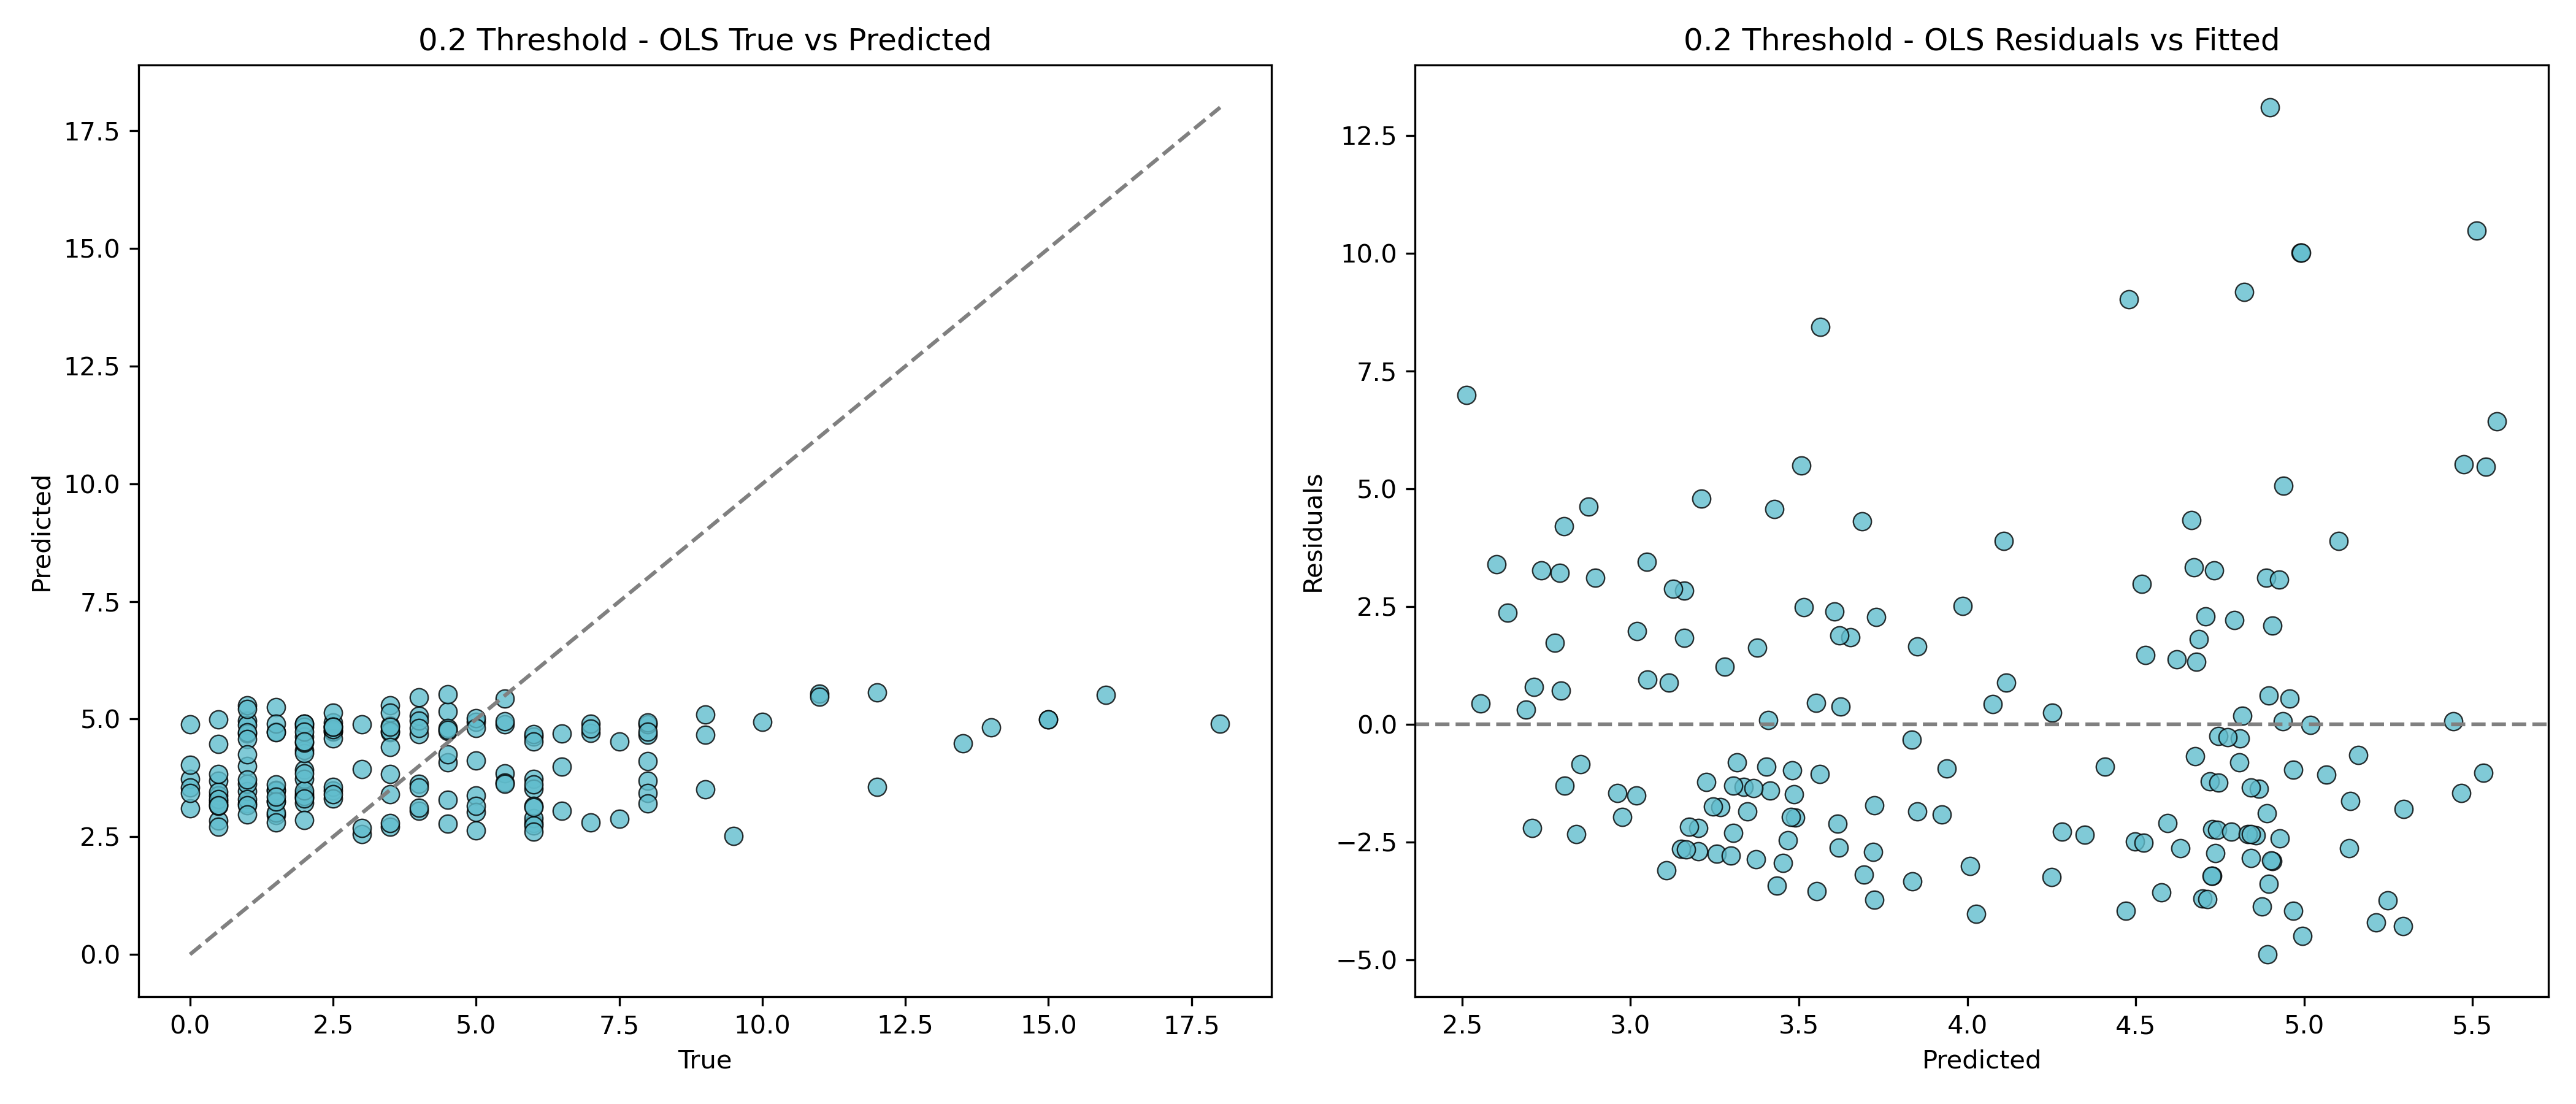 0.2 Threshold - OLS True vs Predicted
17.5
15.0
12.5
10.0
7.5
5.0
2.5
0.0
Predicted
0.0 2.5 5.0 7.5 10.0 12.5 15.0 17.5
True
0.2 Threshold - OLS Residuals vs Fitted
12.5
10.0
7.5
5.0
2.5
0.0
−2.5
−5.0
Residuals
2.5 3.0 3.5 4.0 4.5 5.0 5.5
Predicted